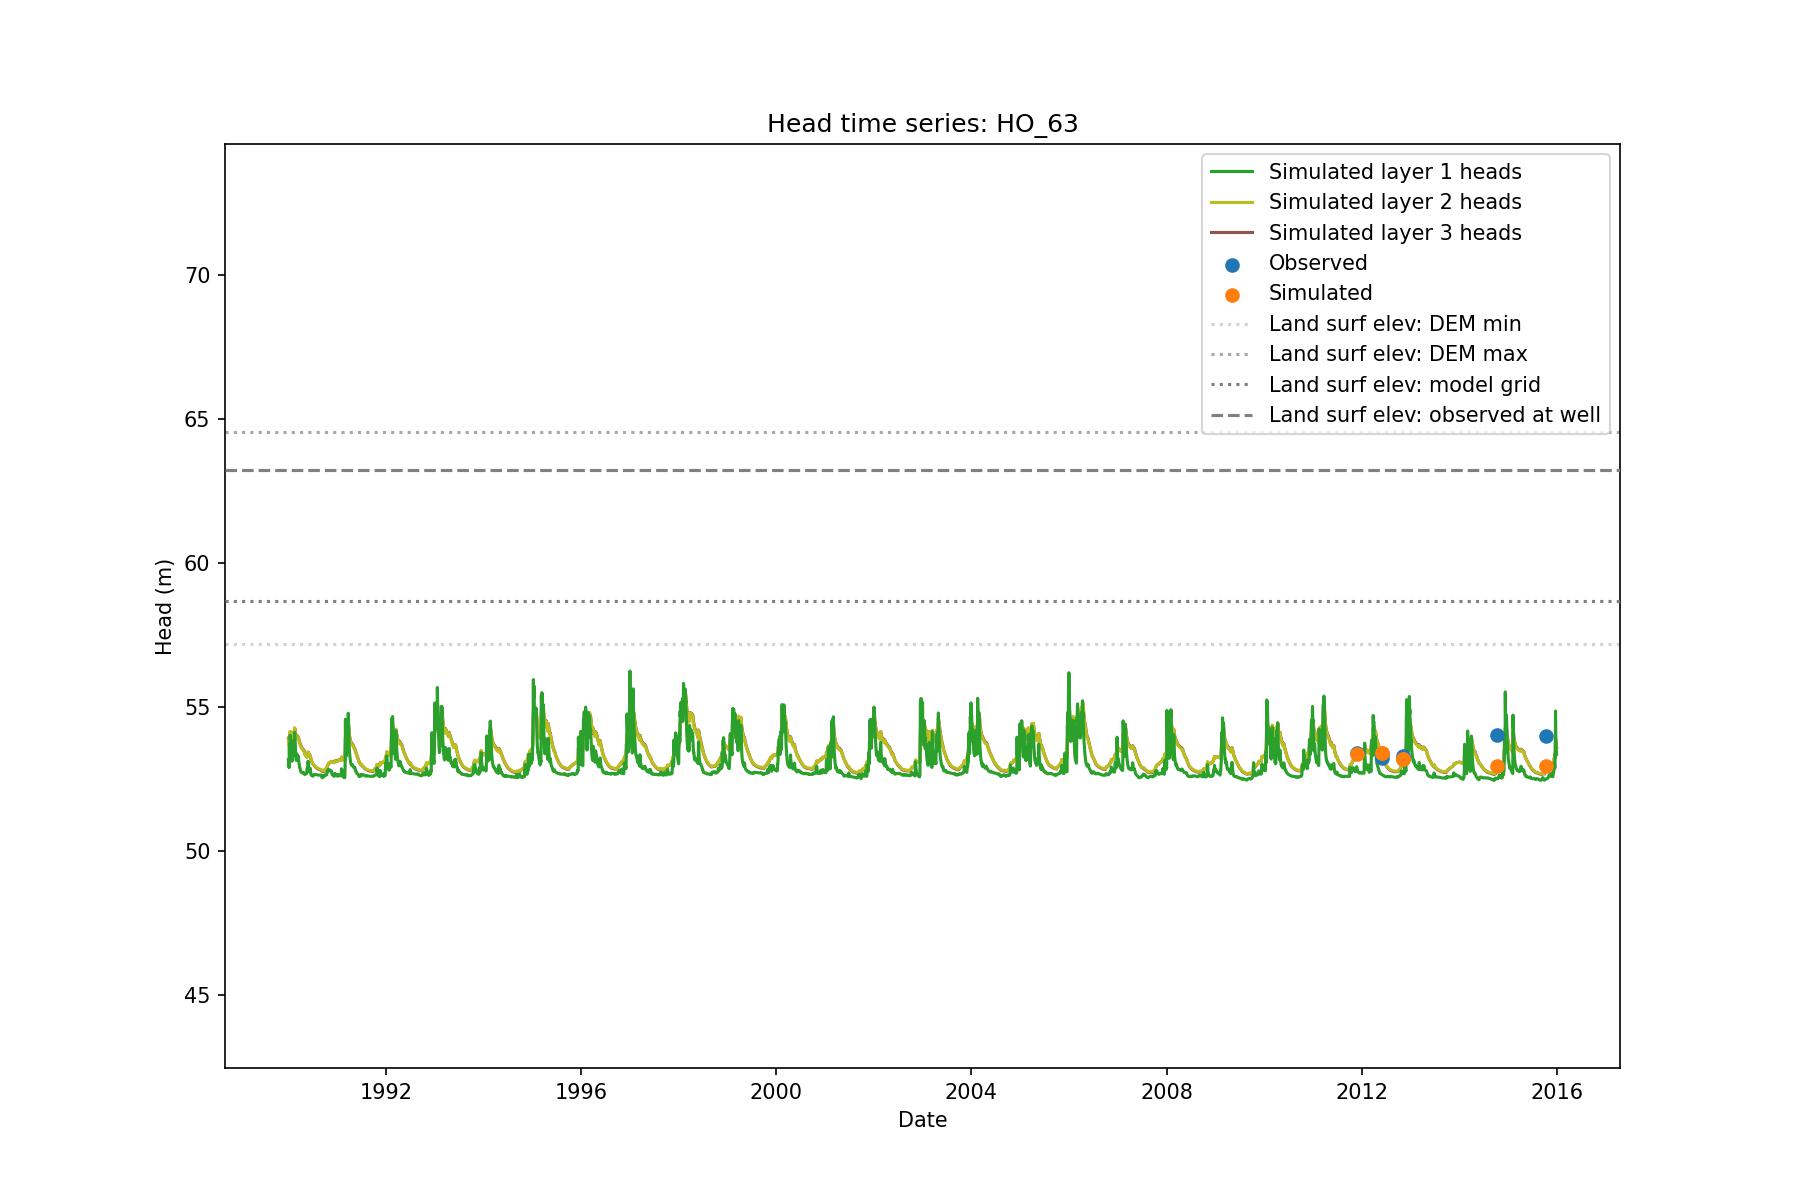 Head time series: HO_63
Simulated layer 1 heads
Simulated layer 2 heads
Simulated layer 3 heads
Observed
Simulated
Land surf elev: DEM min
Land surf elev: DEM max
Land surf elev: model grid
Land surf elev: observed at well
70
65
60
55
50
45
Head (m)
1992 1996 2000 2004 2008 2012 2016
Date